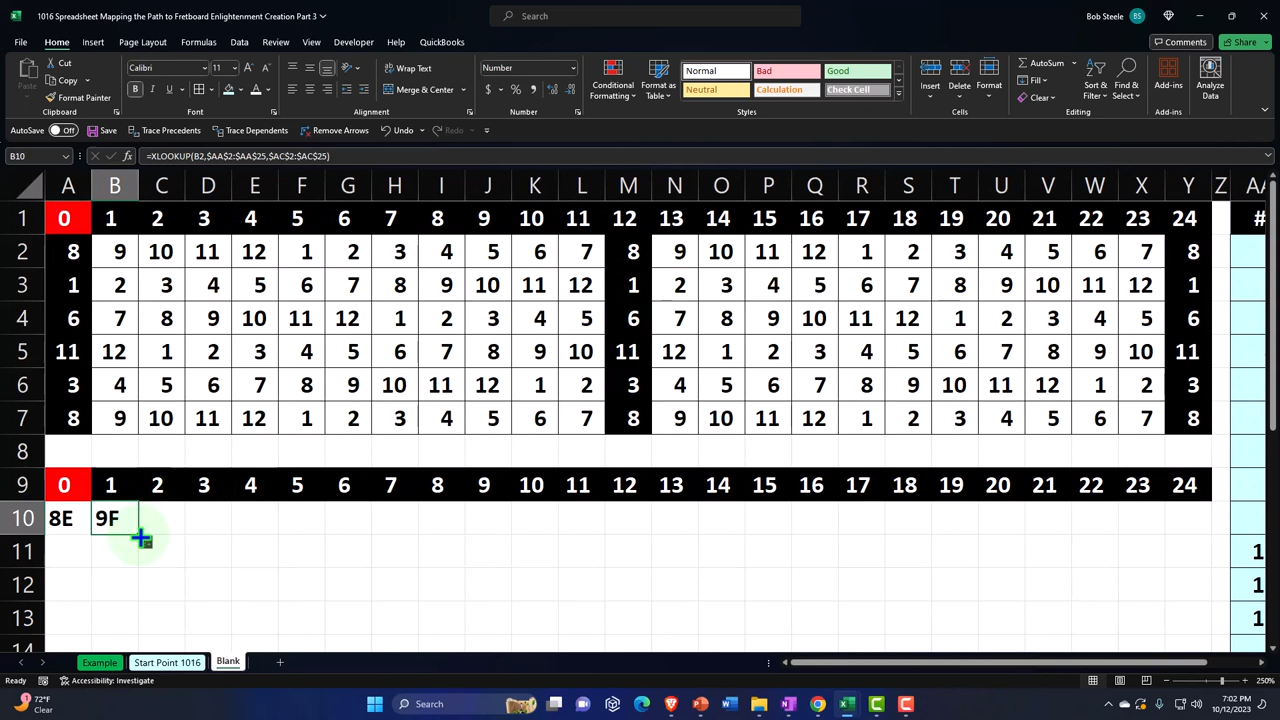 1016 Spreadsheet Mapping the Path to Fretboard Enlightenment Creation Part 3
Search
Bob Steele BS
File Home Insert Page Layout Formulas Data Review View Developer Help QuickBooks Comments Share
Paste Cut Copy Format Painter Clipboard
Calibri 11 Font
Wrap Text Merge & Center Alignment
Number Number
Conditional Formatting Format as Table Normal Bad Good Neutral Calculation Check Cell Styles
Insert Delete Format Cells
AutoSum Fill Clear Sort & Filter Find & Select Editing
Add-ins Add-ins
Analyze Data
AutoSave Off Save Trace Precedents Trace Dependents Remove Arrows Undo Redo
B10 fx =XLOOKUP(B2,$AA$2:$AA$25,$AC$2:$AC$25)
A B C D E F G H I J K L M N O P Q R S T U V W X Y Z AA
1 0 1 2 3 4 5 6 7 8 9 10 11 12 13 14 15 16 17 18 19 20 21 22 23 24 #
2 8 9 10 11 12 1 2 3 4 5 6 7 8 9 10 11 12 1 2 3 4 5 6 7 8
3 1 2 3 4 5 6 7 8 9 10 11 12 1 2 3 4 5 6 7 8 9 10 11 12 1
4 6 7 8 9 10 11 12 1 2 3 4 5 6 7 8 9 10 11 12 1 2 3 4 5 6
5 11 12 1 2 3 4 5 6 7 8 9 10 11 12 1 2 3 4 5 6 7 8 9 10 11
6 3 4 5 6 7 8 9 10 11 12 1 2 3 4 5 6 7 8 9 10 11 12 1 2 3
7 8 9 10 11 12 1 2 3 4 5 6 7 8 9 10 11 12 1 2 3 4 5 6 7 8
8
9 0 1 2 3 4 5 6 7 8 9 10 11 12 13 14 15 16 17 18 19 20 21 22 23 24
10 8E 9F
11 1
12 1
13 1
Example Start Point 1016 Blank
Ready Accessibility: Investigate 250%
72°F
Clear
Search
7:02 PM
10/12/2023